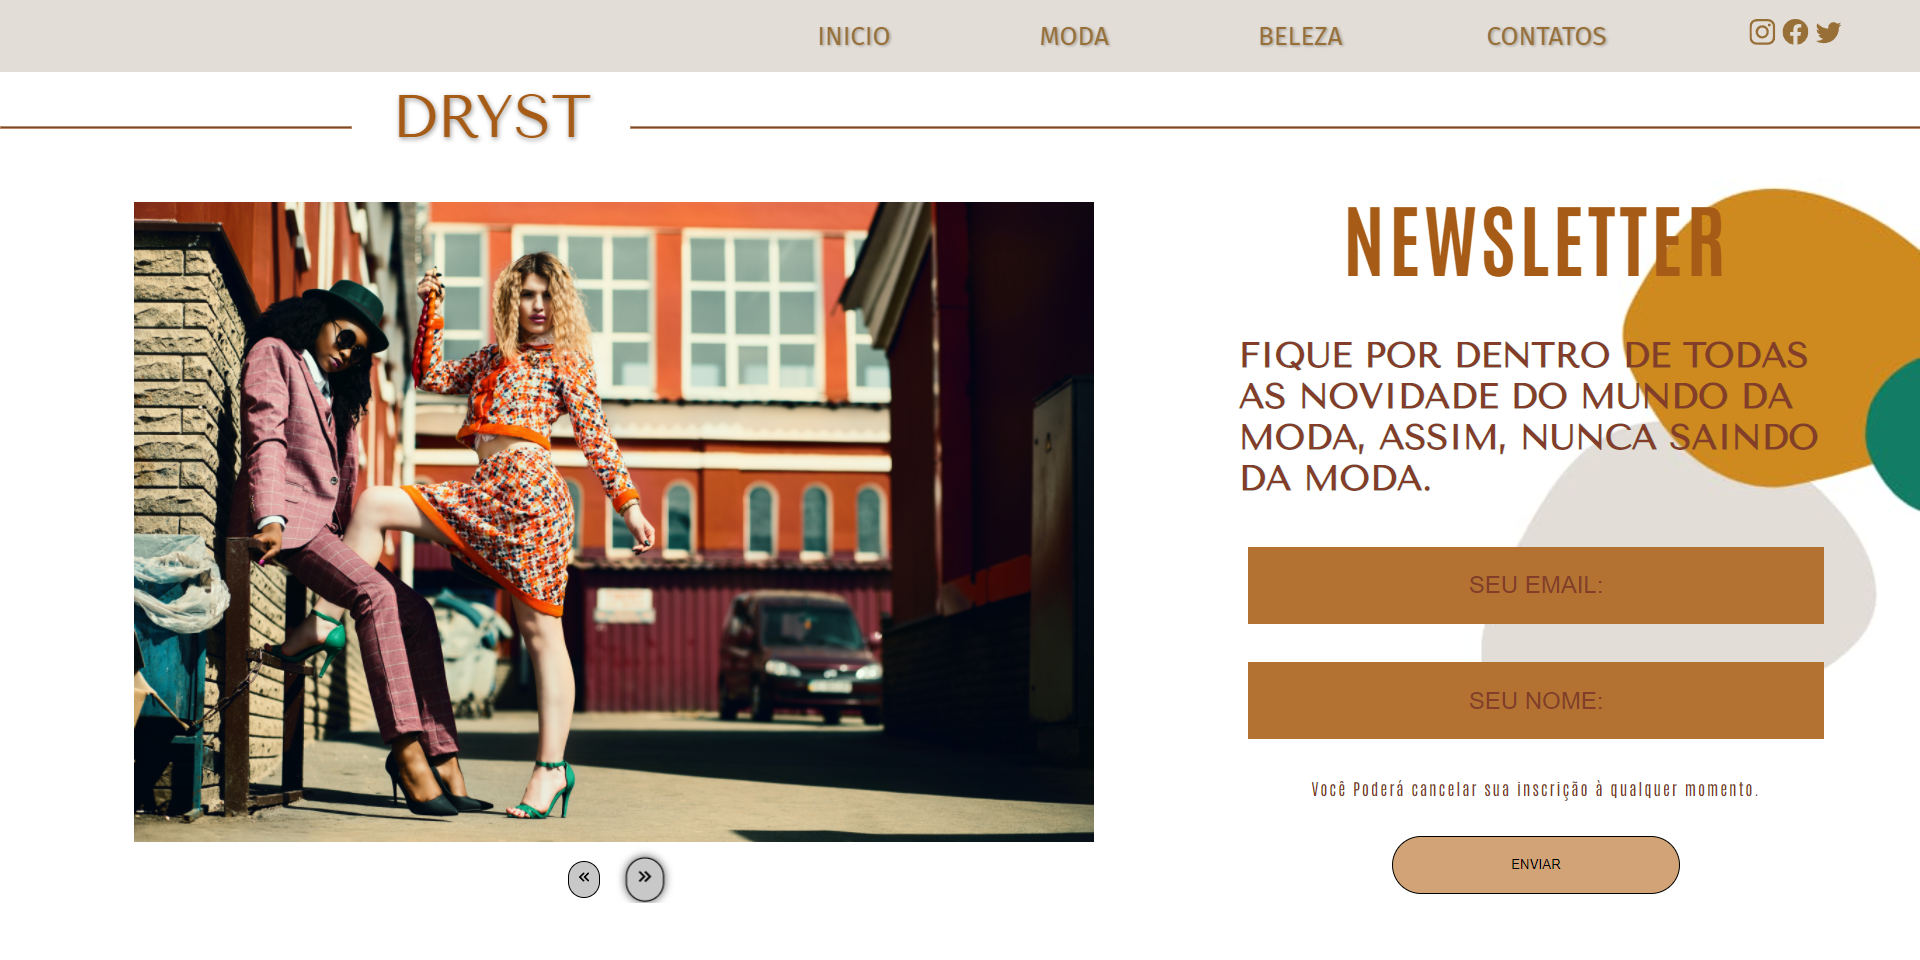 INICIO MODA BELEZA CONTATOS
DRYST
NEWSLETTER
FIQUE POR DENTRO DE TODAS
AS NOVIDADE DO MUNDO DA
MODA, ASSIM, NUNCA SAINDO
DA MODA.
SEU EMAIL:
SEU NOME:
Você Poderá cancelar sua inscrição à qualquer momento.
« »
ENVIAR